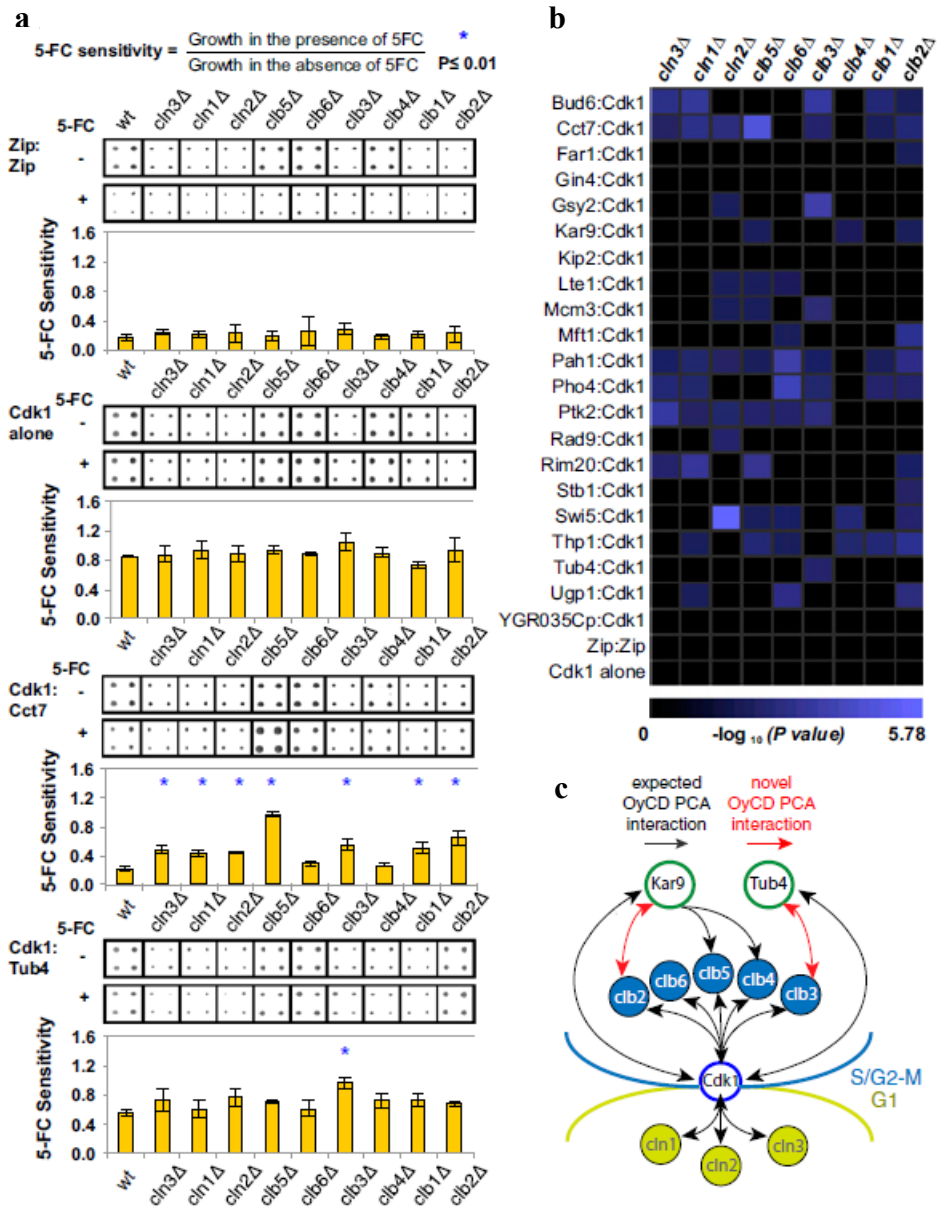 a
5-FC sensitivity = Growth in the presence of 5FC
Growth in the absence of 5FC
*
P≤ 0.01
5-FC
wt cln3Δ cln1Δ cln2Δ clb5Δ clb6Δ clb3Δ clb4Δ clb1Δ clb2Δ
Zip:
Zip
-
+
5-FC Sensitivity
1.6
1.2
0.8
0.4
0.0
wt cln3Δ cln1Δ cln2Δ clb5Δ clb6Δ clb3Δ clb4Δ clb1Δ clb2Δ
5-FC
Cdk1
alone
-
+
5-FC Sensitivity
1.6
1.2
0.8
0.4
0.0
wt cln3Δ cln1Δ cln2Δ clb5Δ clb6Δ clb3Δ clb4Δ clb1Δ clb2Δ
5-FC
Cdk1:
Cct7
-
+
5-FC Sensitivity
1.6
1.2
0.8
0.4
0.0
* * * * * * *
wt cln3Δ cln1Δ cln2Δ clb5Δ clb6Δ clb3Δ clb4Δ clb1Δ clb2Δ
5-FC
Cdk1:
Tub4
-
+
5-FC Sensitivity
1.6
1.2
0.8
0.4
0.0
*
wt cln3Δ cln1Δ cln2Δ clb5Δ clb6Δ clb3Δ clb4Δ clb1Δ clb2Δ
b
cln3Δ cln1Δ cln2Δ clb5Δ clb6Δ clb3Δ clb4Δ clb1Δ clb2Δ
Bud6:Cdk1
Cct7:Cdk1
Far1:Cdk1
Gin4:Cdk1
Gsy2:Cdk1
Kar9:Cdk1
Kip2:Cdk1
Lte1:Cdk1
Mcm3:Cdk1
Mft1:Cdk1
Pah1:Cdk1
Pho4:Cdk1
Ptk2:Cdk1
Rad9:Cdk1
Rim20:Cdk1
Stb1:Cdk1
Swi5:Cdk1
Thp1:Cdk1
Tub4:Cdk1
Ugp1:Cdk1
YGR035Cp:Cdk1
Zip:Zip
Cdk1 alone
0 -log 10 (P value) 5.78
c
expected
OyCD PCA
interaction
novel
OyCD PCA
interaction
Kar9
Tub4
clb2
clb6
clb5
clb4
clb3
Cdk1
S/G2-M
G1
cln1
cln2
cln3